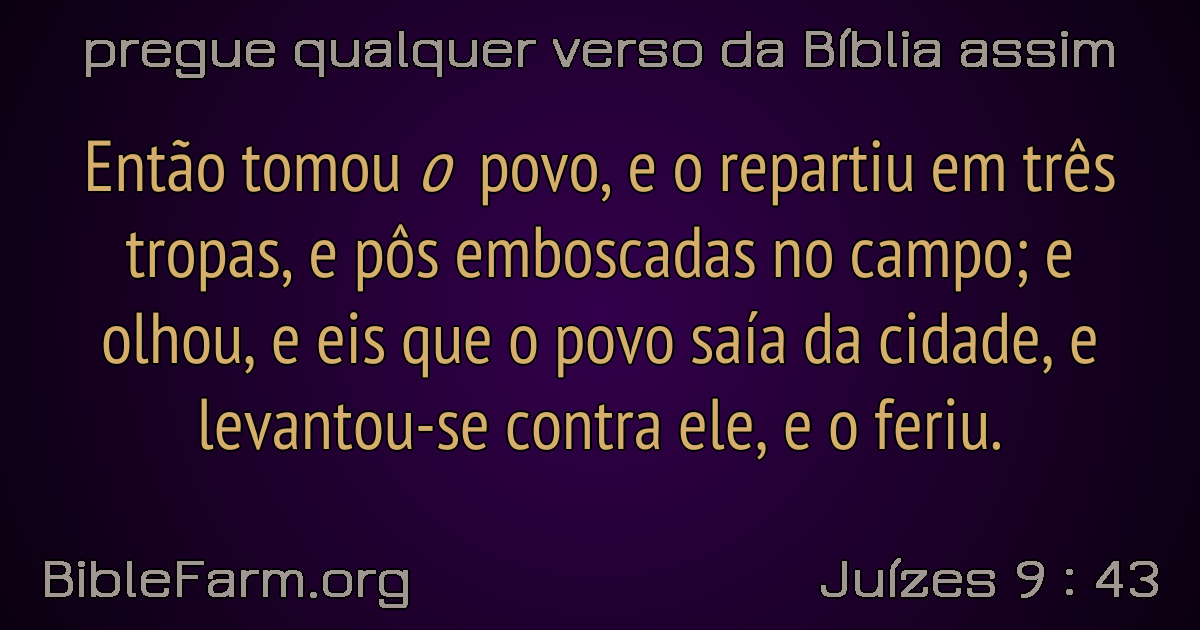 pregue qualquer verso da Bíblia assim
Então tomou o povo, e o repartiu em três
tropas, e pôs emboscadas no campo; e
olhou, e eis que o povo saía da cidade, e
levantou-se contra ele, e o feriu.
BibleFarm.org
Juízes 9 : 43